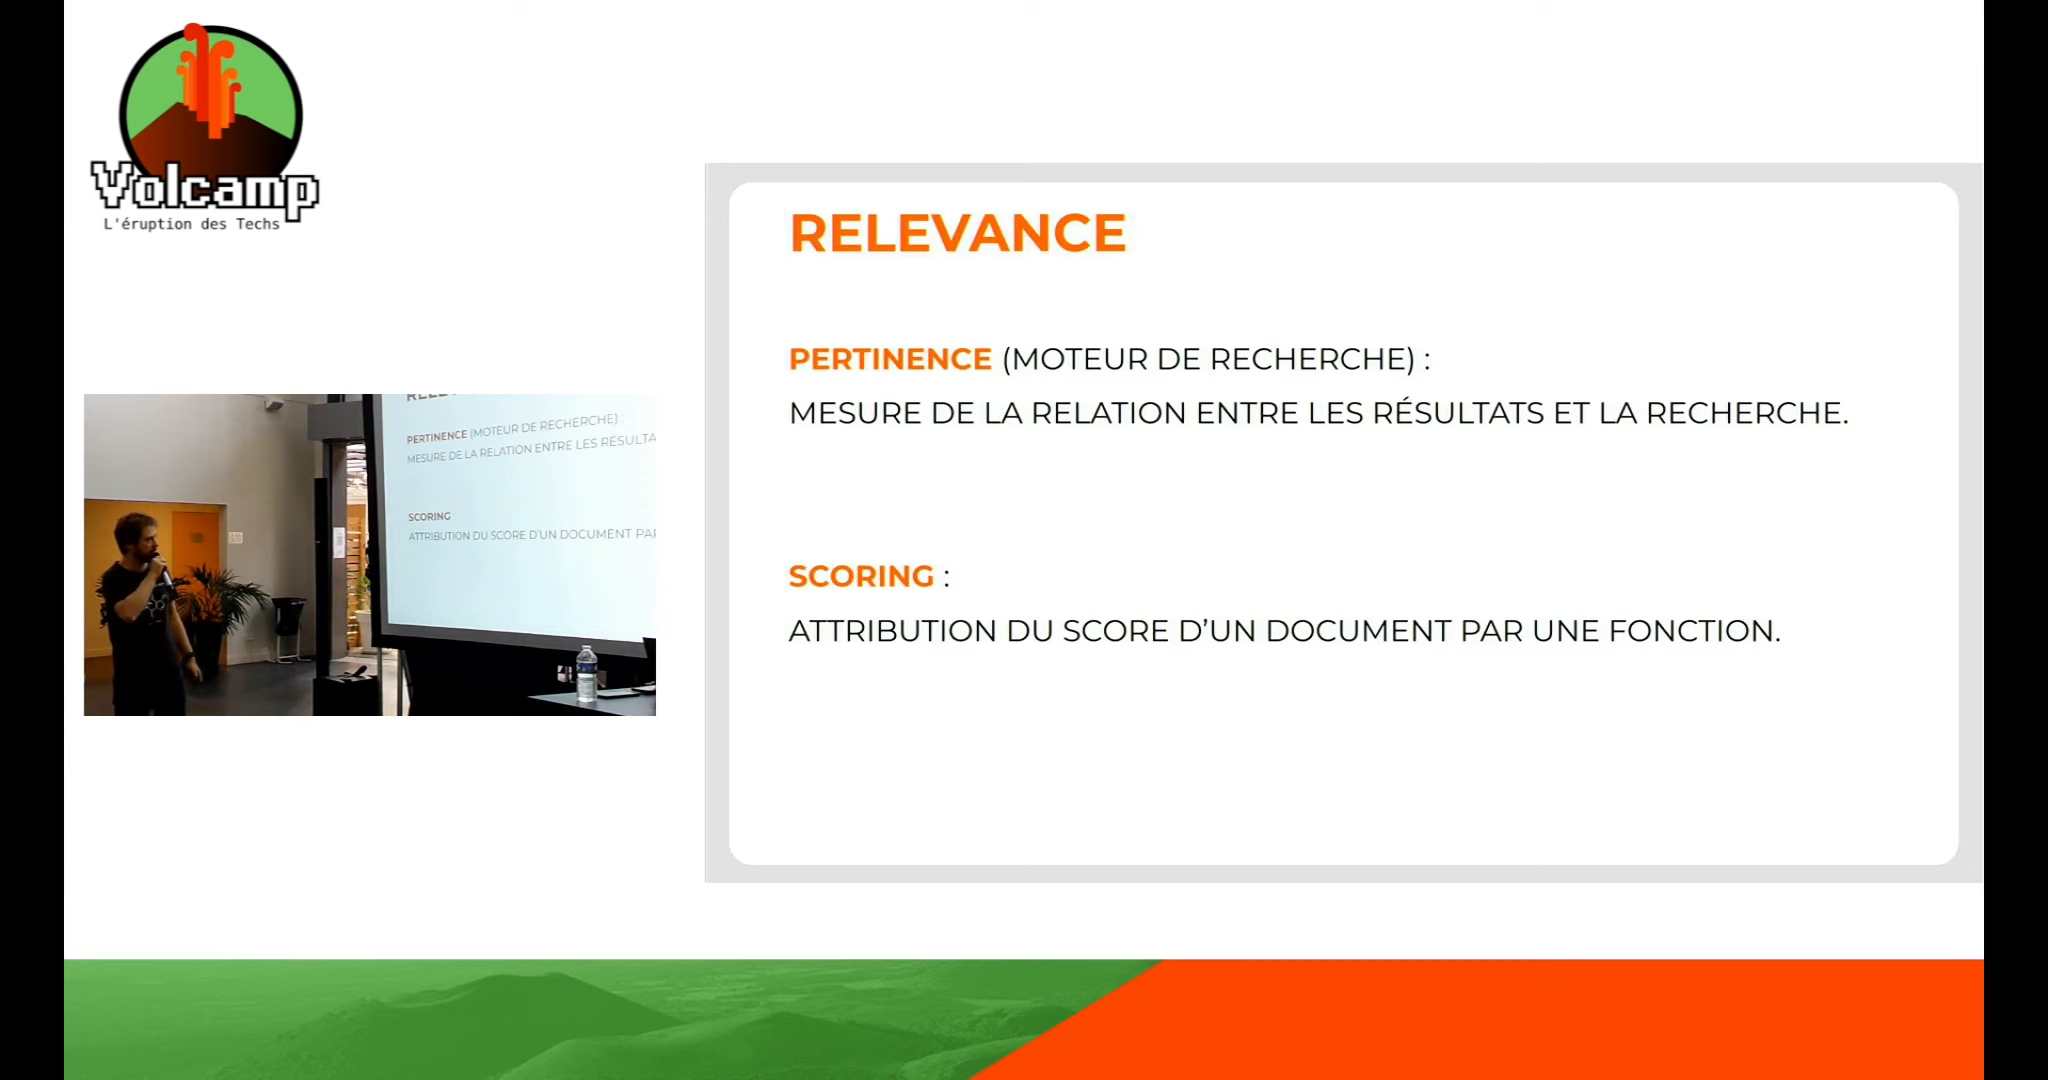 Volcamp
L'éruption des Techs
RELEVANCE
PERTINENCE (MOTEUR DE RECHERCHE) :
MESURE DE LA RELATION ENTRE LES RÉSULTATS ET LA RECHERCHE.
SCORING :
ATTRIBUTION DU SCORE D’UN DOCUMENT PAR UNE FONCTION.
PERTINENCE (MOTEUR DE RECHERCHE) :
MESURE DE LA RELATION ENTRE LES RÉSULTA
SCORING
ATTRIBUTION DU SCORE D'UN DOCUMENT PAR